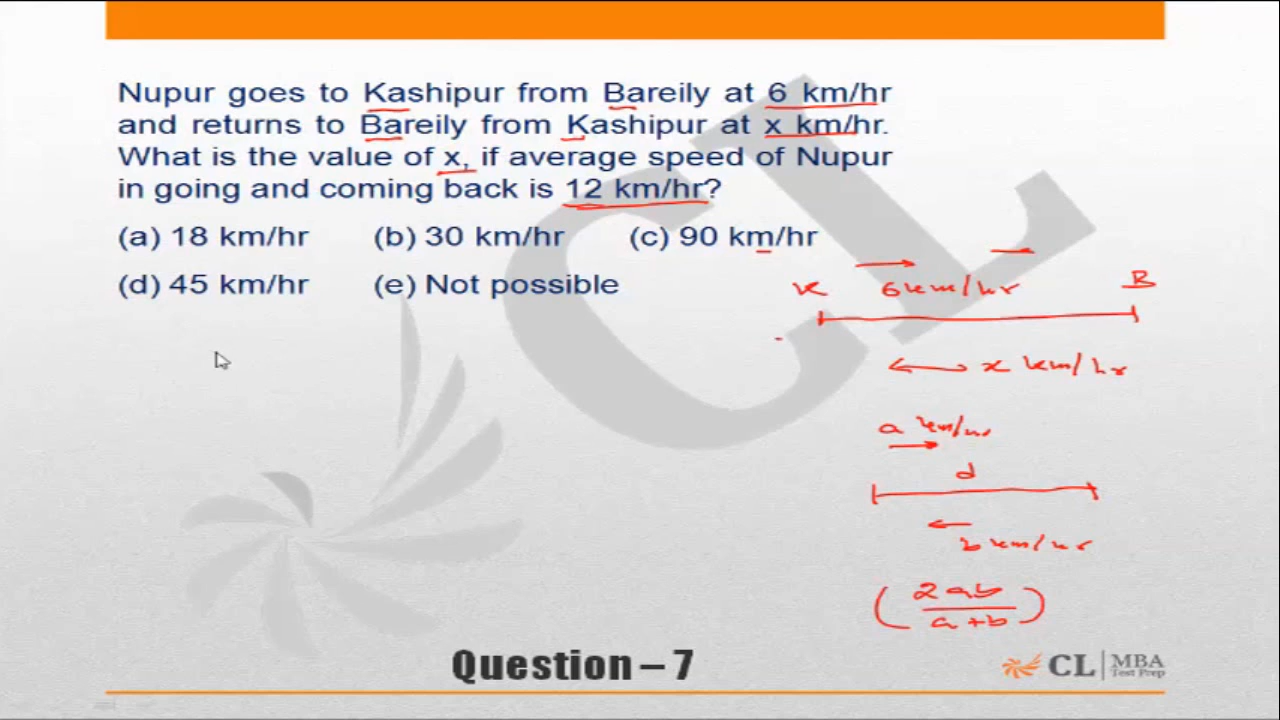 Nupur goes to Kashipur from Bareily at 6 km/hr
and returns to Bareily from Kashipur at x km/hr.
What is the value of x, if average speed of Nupur
in going and coming back is 12 km/hr?
(a) 18 km/hr (b) 30 km/hr (c) 90 km/hr
(d) 45 km/hr (e) Not possible
K 6 km/hr B
x km/hr
a km/hr
d
b km/hr
(2ab
a+b)
Question – 7
CL MBA
Test Prep
CL